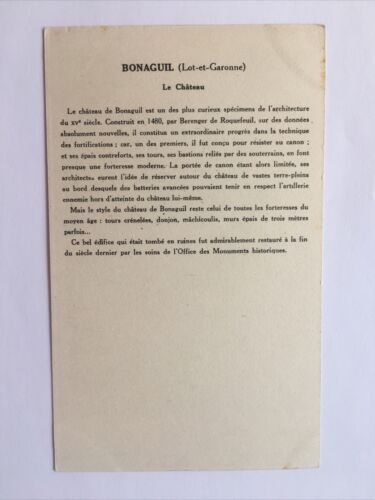 BONAGUIL (Lot-et-Garonne)
Le Château
Le château de Bonaguil est un des plus curieux spécimens de l'architecture
du XVe siècle. Construit en 1480, par Berenger de Roquefeuil, sur des données
absolument nouvelles, il constitua un extraordinaire progrès dans la technique
des fortifications ; car, un des premiers, il fut conçu pour résister au canon ;
et ses épais contreforts, ses tours, ses bastions reliés par des souterrains, en font
presque une forteresse moderne. La portée de canon étant alors limitée, ses
architects eurent l'idée de réserver autour du château de vastes terre-pleins
au bord desquels des batteries avancées pouvaient tenir en respect l'artillerie
ennemie hors d'atteinte du château lui-même.
Mais le style du château de Bonaguil reste celui de toutes les forteresses du
moyen âge : tours crénelées, donjon, mâchicoulis, murs épais de trois mètres
parfois...
Ce bel édifice qui était tombé en ruines fut admirablement restauré à la fin
du siècle dernier par les soins de l'Office des Monuments historiques.